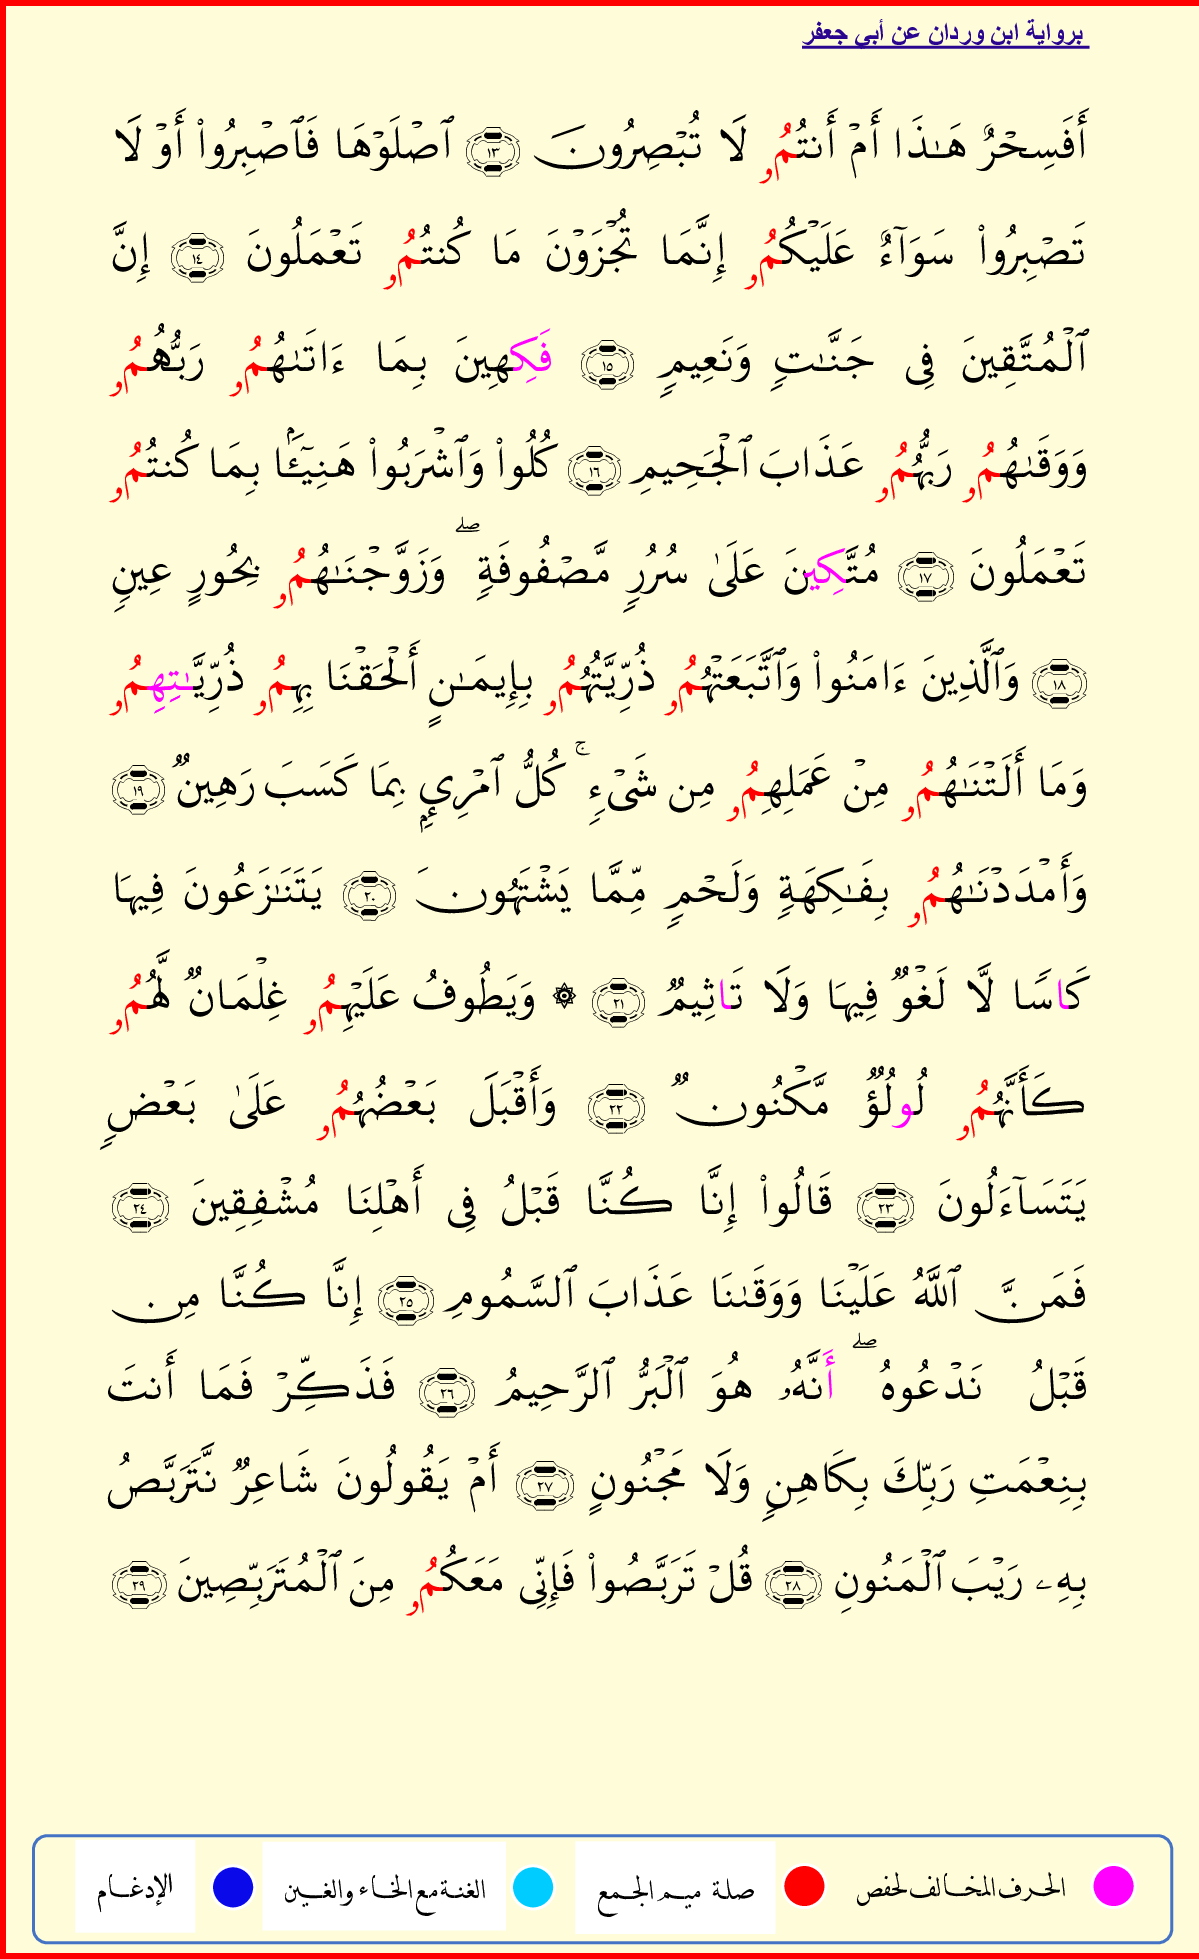 برواية ابن وردان عن أبي جعفر
أَفَسِحْرٌ هَـٰذَا أَمْ أَنتُمُو لَا تُبْصِرُونَ ١٣ ٱصْلَوْهَا فَٱصْبِرُوا۟ أَوْ لَا
تَصْبِرُوا۟ سَوَآءٌ عَلَيْكُمُو إِنَّمَا تُجْزَوْنَ مَا كُنتُمُو تَعْمَلُونَ ١٤ إِنَّ
ٱلْمُتَّقِينَ فِى جَنَّـٰتٍ وَنَعِيمٍ ١٥ فَكِهِينَ بِمَا ءَاتَىٰهُمُو رَبُّهُمُو
وَوَقَىٰهُمُو رَبُّهُمُو عَذَابَ ٱلْجَحِيمِ ١٦ كُلُوا۟ وَٱشْرَبُوا۟ هَنِيٓـَٔۢا بِمَا كُنتُمُو
تَعْمَلُونَ ١٧ مُتَّكِينَ عَلَىٰ سُرُرٍ مَّصْفُوفَةٍ ۖ وَزَوَّجْنَـٰهُمُو بِحُورٍ عِينٍ
١٨ وَٱلَّذِينَ ءَامَنُوا۟ وَٱتَّبَعَتْهُمُو ذُرِّيَّتُهُمُو بِإِيمَـٰنٍ أَلْحَقْنَا بِهِمُو ذُرِّيَّـٰتِهِمُو
وَمَا أَلَتْنَـٰهُمُو مِنْ عَمَلِهِمُو مِن شَىْءٍ ۚ كُلُّ ٱمْرِىٍٕ بِمَا كَسَبَ رَهِينٌ ١٩
وَأَمْدَدْنَـٰهُمُو بِفَـٰكِهَةٍ وَلَحْمٍ مِّمَّا يَشْتَهُونَ ٢٠ يَتَنَـٰزَعُونَ فِيهَا
كَاسًا لَّا لَغْوٌ فِيهَا وَلَا تَاثِيمٌ ٢١ ۞ وَيَطُوفُ عَلَيْهِمُو غِلْمَانٌ لَّهُمُو
كَأَنَّهُمُو لُولُؤٌ مَّكْنُونٌ ٢٢ وَأَقْبَلَ بَعْضُهُمُو عَلَىٰ بَعْضٍ
يَتَسَآءَلُونَ ٢٣ قَالُوا۟ إِنَّا كُنَّا قَبْلُ فِى أَهْلِنَا مُشْفِقِينَ ٢٤
فَمَنَّ ٱللَّهُ عَلَيْنَا وَوَقَىٰنَا عَذَابَ ٱلسَّمُومِ ٢٥ إِنَّا كُنَّا مِن
قَبْلُ نَدْعُوهُ ۖ أَنَّهُۥ هُوَ ٱلْبَرُّ ٱلرَّحِيمُ ٢٦ فَذَكِّرْ فَمَا أَنتَ
بِنِعْمَتِ رَبِّكَ بِكَاهِنٍ وَلَا مَجْنُونٍ ٢٧ أَمْ يَقُولُونَ شَاعِرٌ نَّتَرَبَّصُ
بِهِۦ رَيْبَ ٱلْمَنُونِ ٢٨ قُلْ تَرَبَّصُوا۟ فَإِنِّى مَعَكُمُو مِنَ ٱلْمُتَرَبِّصِينَ ٢٩
الحرف المخالف لحفص صلة ميم الجمع الغنة مع الخاء والغين الإدغام